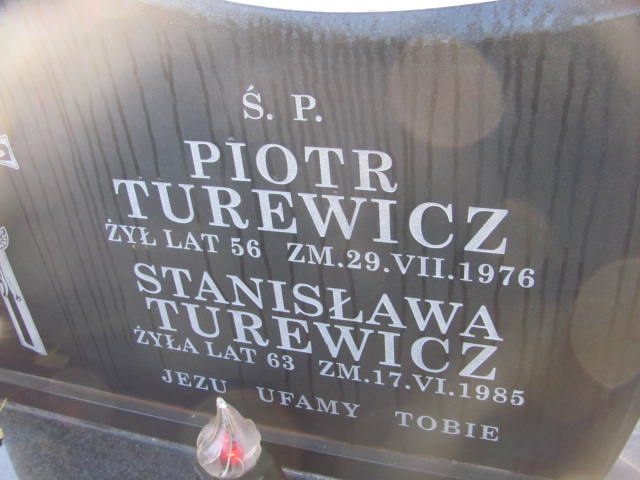 Ś. P.
PIOTR
TUREWICZ
ŻYŁ LAT 56 ZM.29.VII.1976
STANISŁAWA
TUREWICZ
ŻYŁA LAT 63 ZM.17.VI.1985
JEZU UFAMY TOBIE